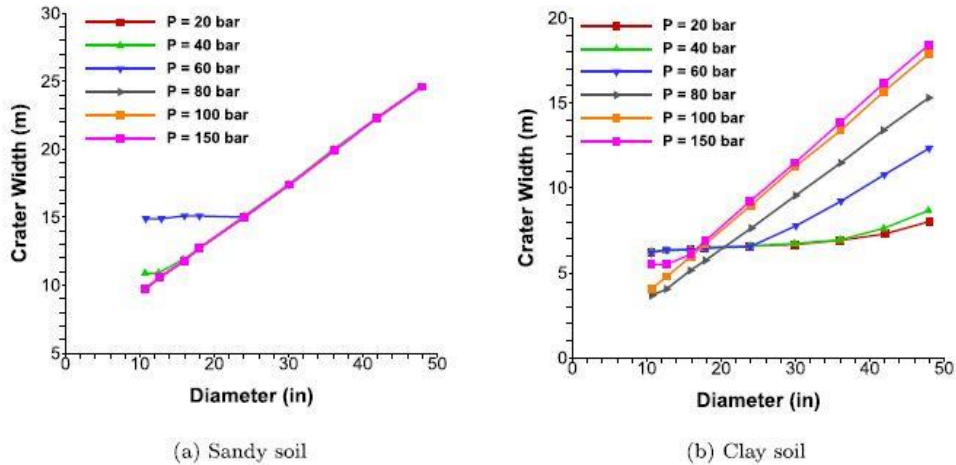 30
25
20
15
10
5
0
10
20
30
40
50
Crater Width (m)
Diameter (in)
P = 20 bar
P = 40 bar
P = 60 bar
P = 80 bar
P = 100 bar
P = 150 bar
(a) Sandy soil
20
15
10
5
0
0
10
20
30
40
50
Crater Width (m)
Diameter (in)
P = 20 bar
P = 40 bar
P = 60 bar
P = 80 bar
P = 100 bar
P = 150 bar
(b) Clay soil